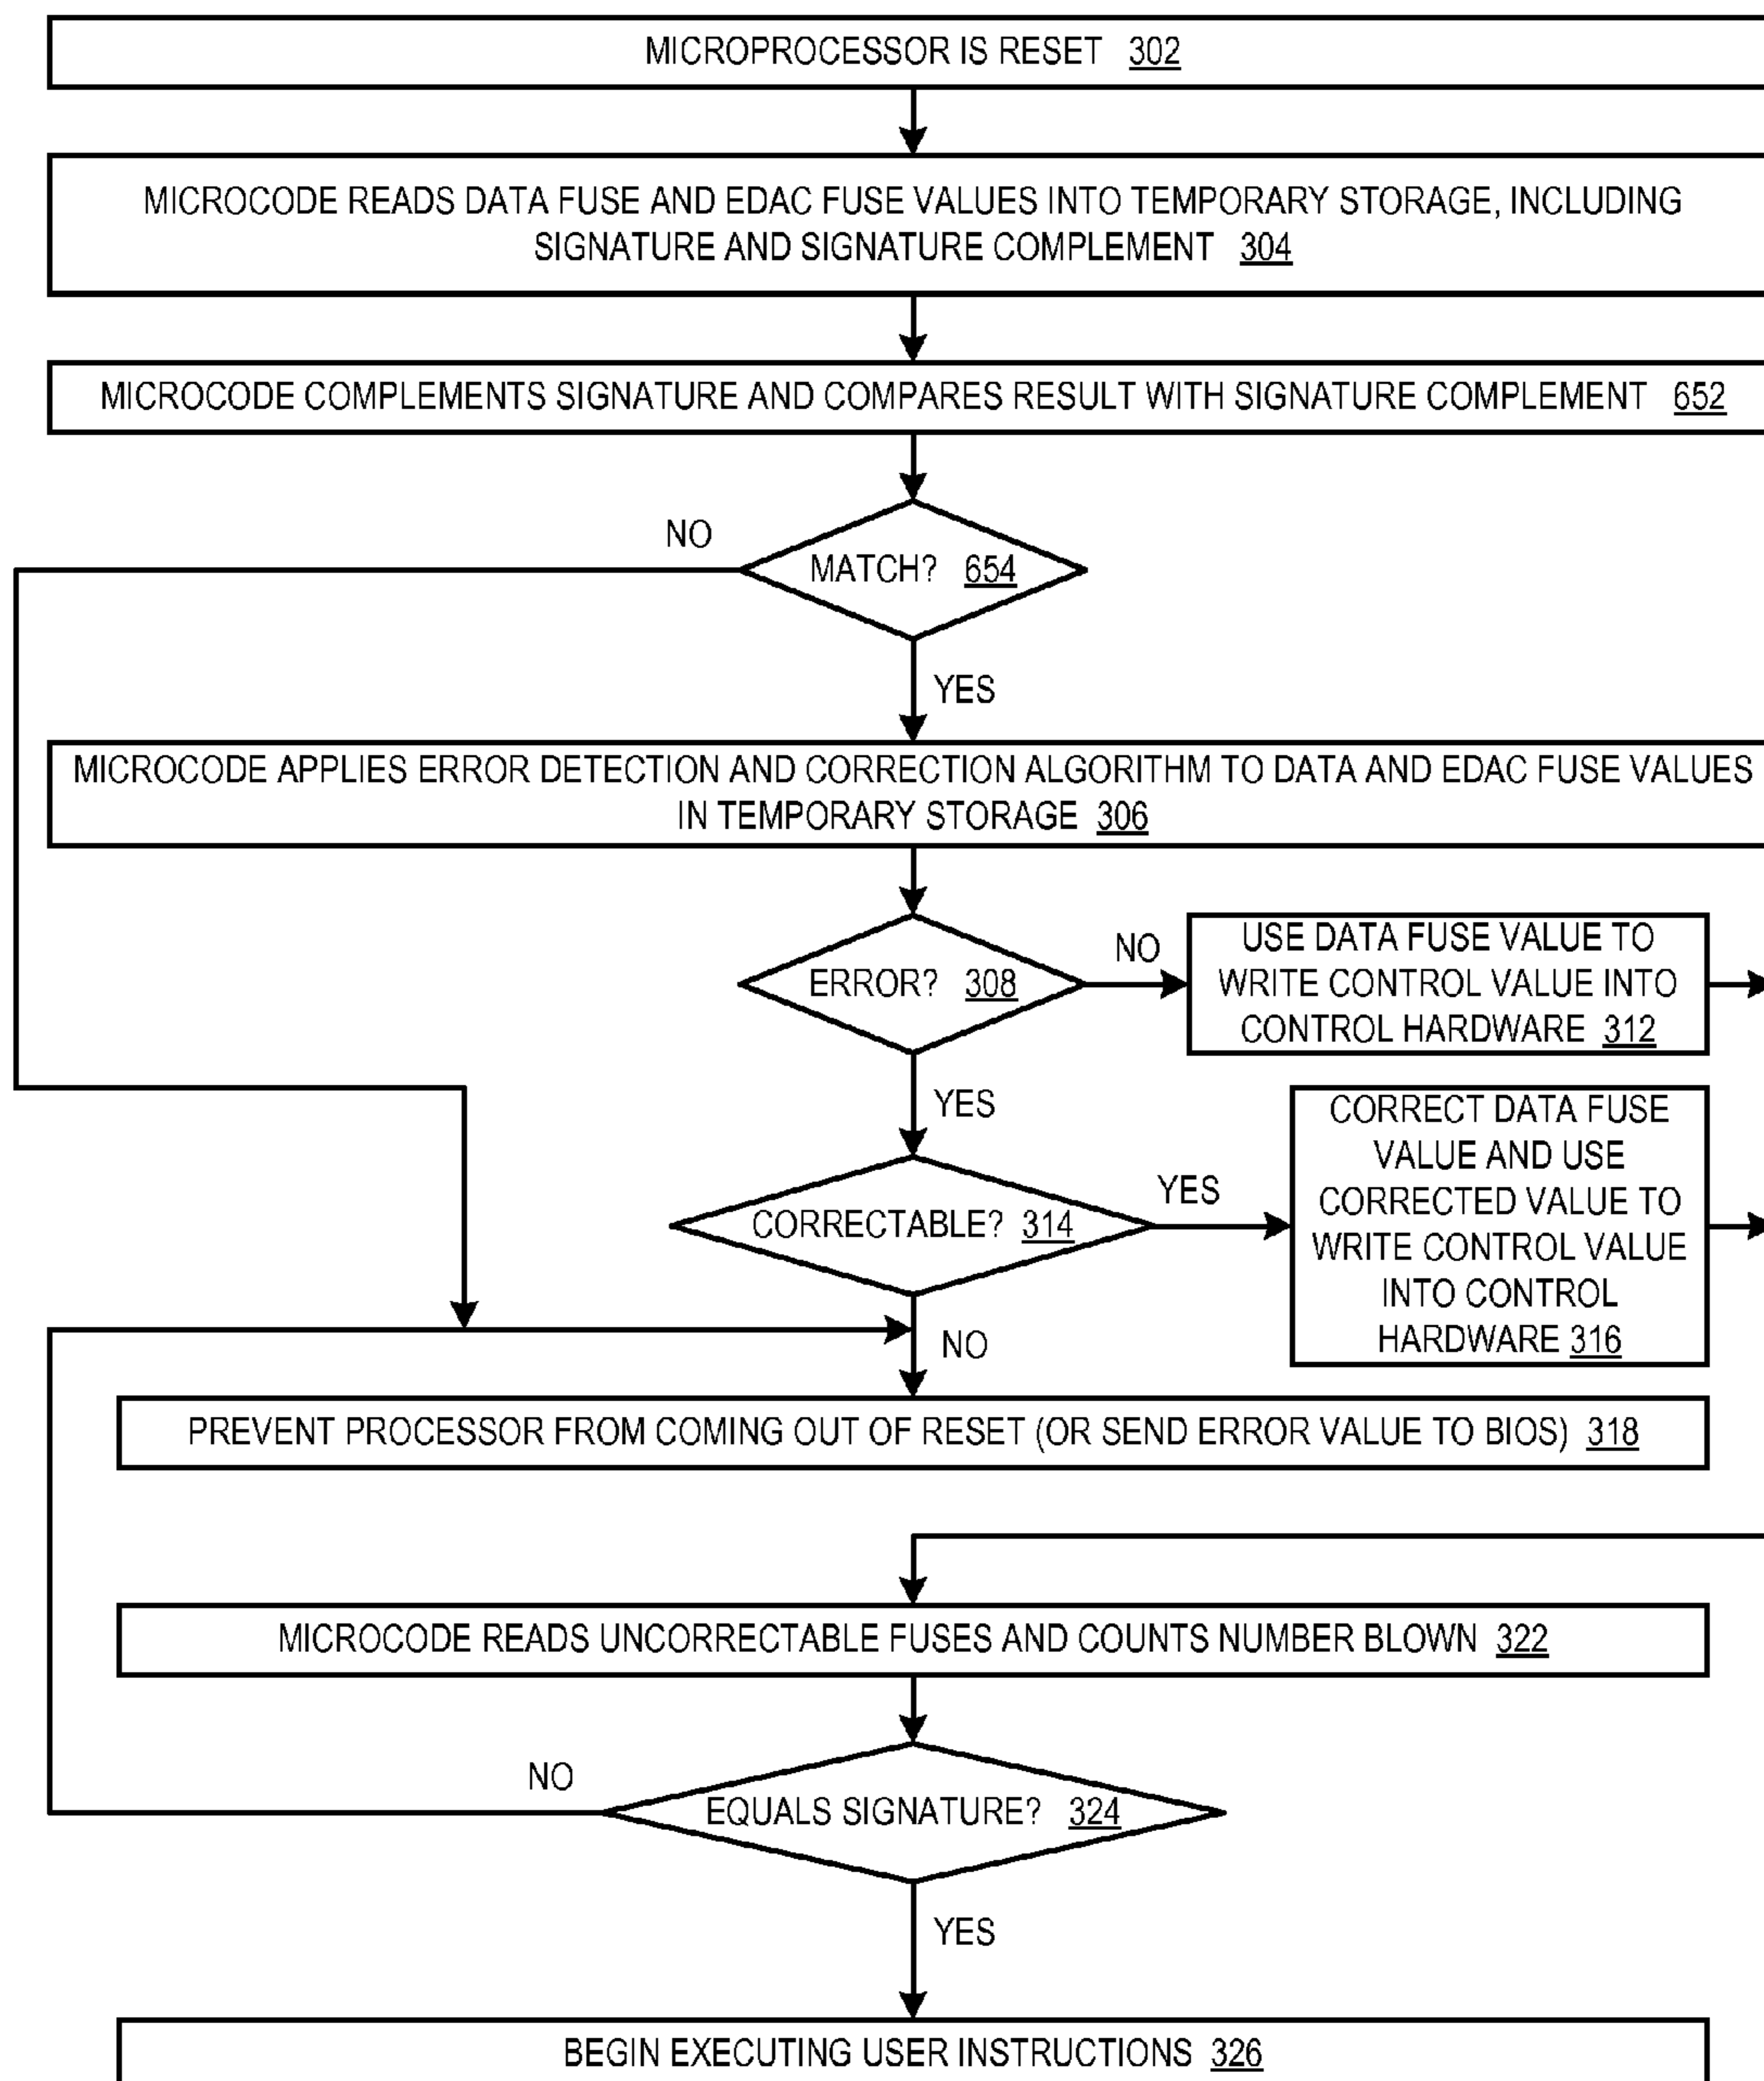 MICROPROCESSOR IS RESET 302
MICROCODE READS DATA FUSE AND EDAC FUSE VALUES INTO TEMPORARY STORAGE, INCLUDING
SIGNATURE AND SIGNATURE COMPLEMENT 304
MICROCODE COMPLEMENTS SIGNATURE AND COMPARES RESULT WITH SIGNATURE COMPLEMENT 652
NO
MATCH? 654
YES
MICROCODE APPLIES ERROR DETECTION AND CORRECTION ALGORITHM TO DATA AND EDAC FUSE VALUES
IN TEMPORARY STORAGE 306
ERROR? 308
NO
USE DATA FUSE VALUE TO
WRITE CONTROL VALUE INTO
CONTROL HARDWARE 312
YES
CORRECTABLE? 314
YES
CORRECT DATA FUSE
VALUE AND USE
CORRECTED VALUE TO
WRITE CONTROL VALUE
INTO CONTROL
HARDWARE 316
NO
PREVENT PROCESSOR FROM COMING OUT OF RESET (OR SEND ERROR VALUE TO BIOS) 318
MICROCODE READS UNCORRECTABLE FUSES AND COUNTS NUMBER BLOWN 322
NO
EQUALS SIGNATURE? 324
YES
BEGIN EXECUTING USER INSTRUCTIONS 326